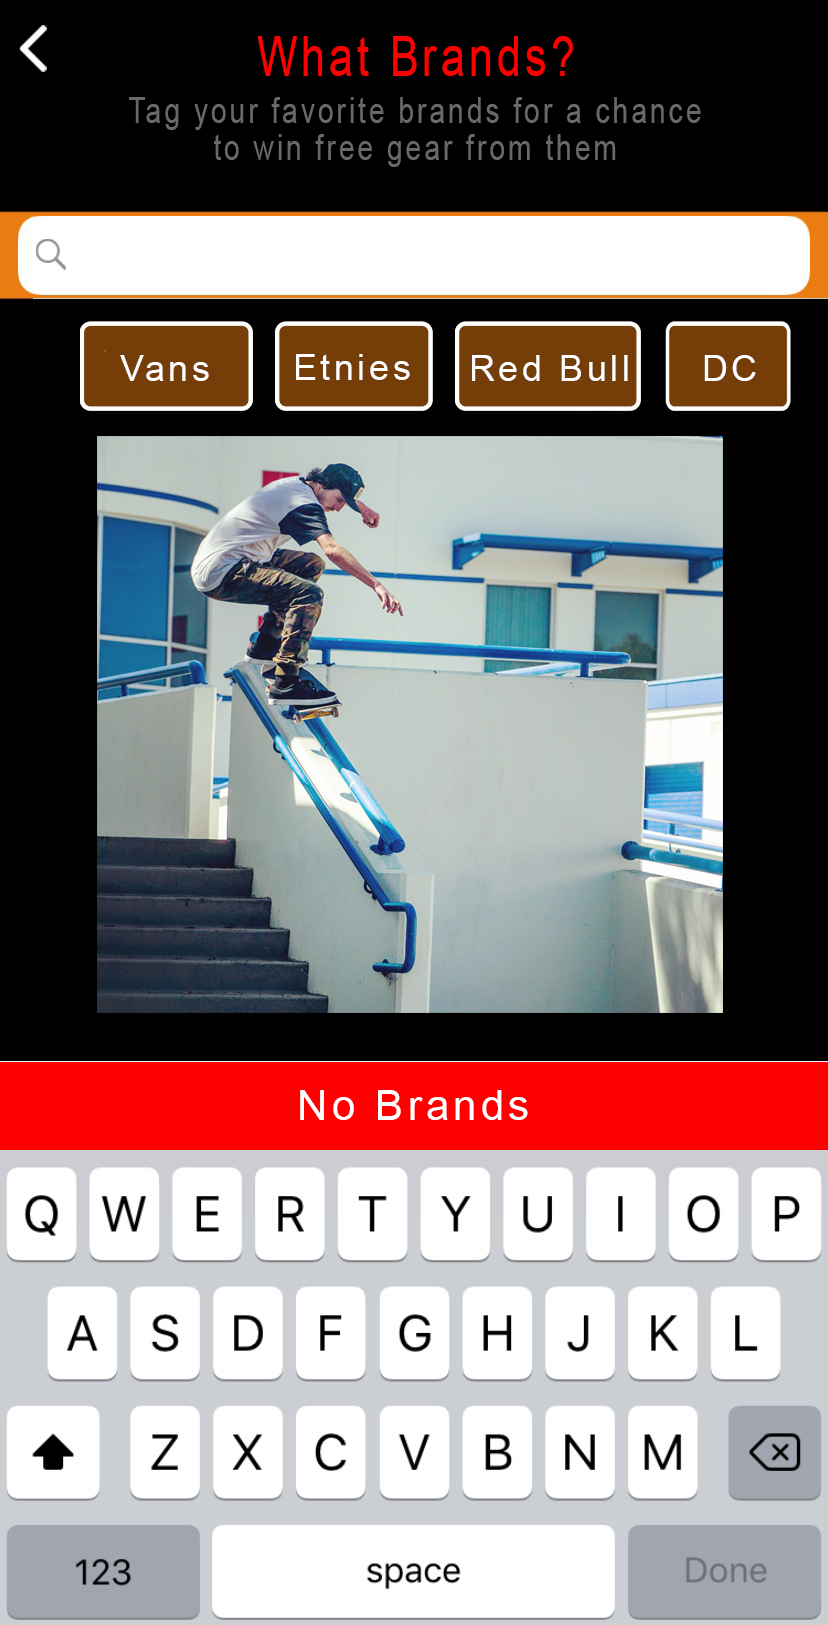 What Brands?
Tag your favorite brands for a chance
to win free gear from them
Vans Etnies Red Bull DC
No Brands
Q W E R T Y U I O P
A S D F G H J K L
Z X C V B N M
123 space Done